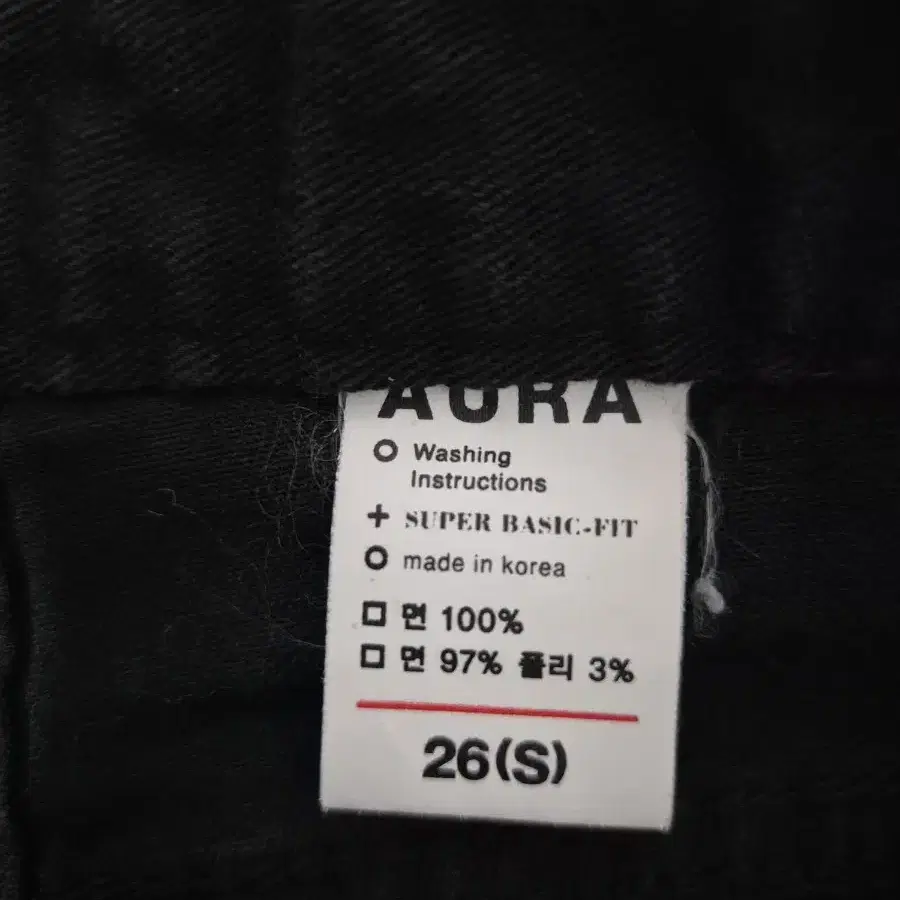 AURA
Washing
Instructions
+ SUPER BASIC-FIT
made in korea
□ 면 100%
□ 면 97% 폴리 3%
26(S)